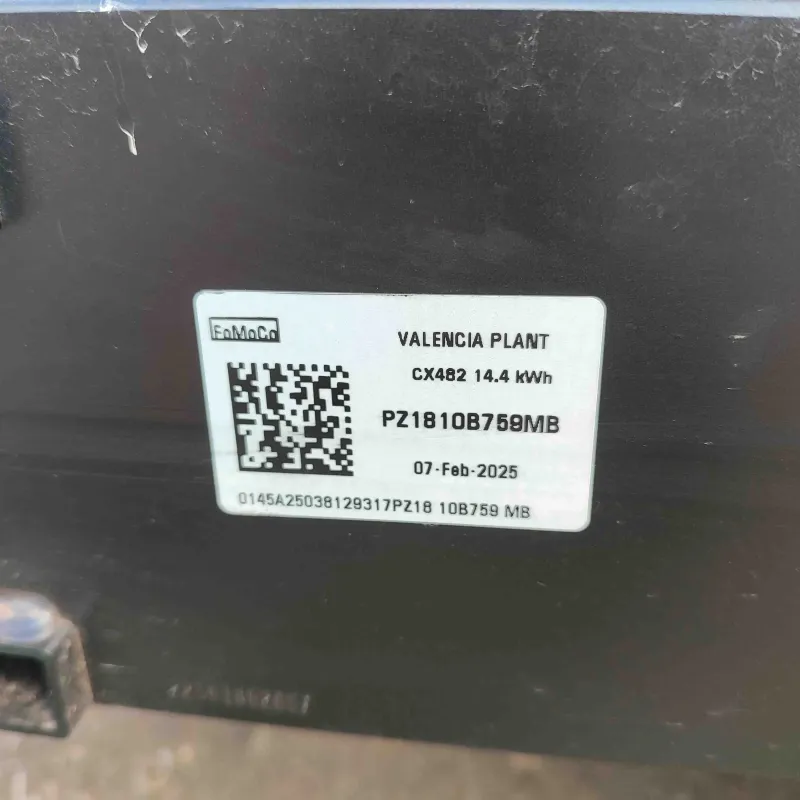 FoMoCo
VALENCIA PLANT
CX482 14.4 kWh
PZ1810B759MB
07-Feb-2025
0145A25038129317PZ18 10B759 MB